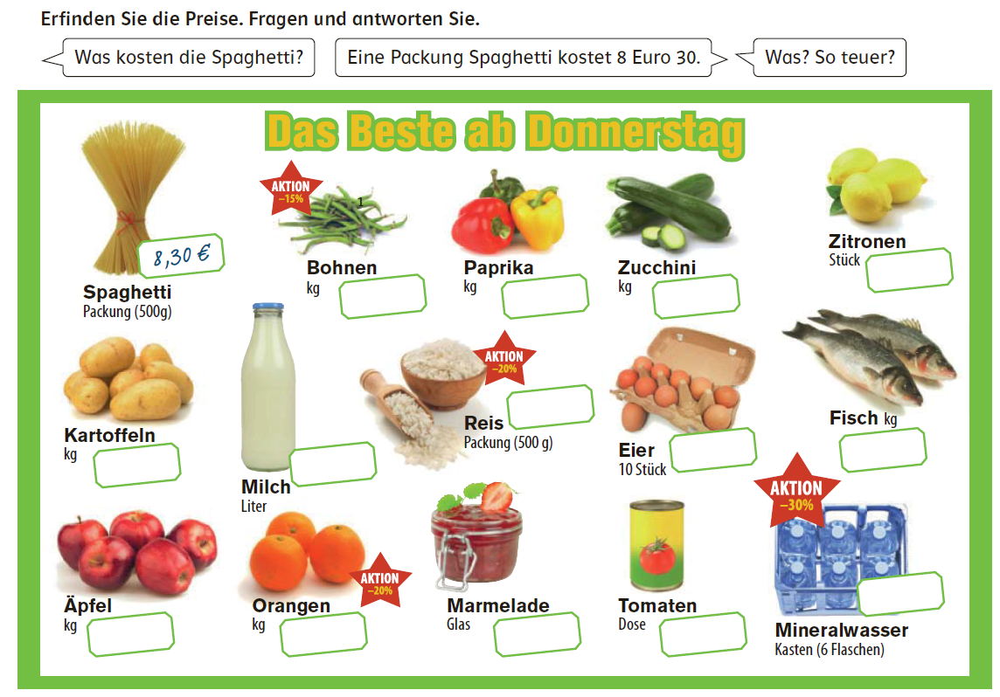 Erfinden Sie die Preise. Fragen und antworten Sie.
Was kosten die Spaghetti?
Eine Packung Spaghetti kostet 8 Euro 30.
Was? So teuer?
Das Beste ab Donnerstag
8,30 €
Spaghetti
Packung (500g)
AKTION
–15%
1
Bohnen
kg
Paprika
kg
Zucchini
kg
Zitronen
Stück
Kartoffeln
kg
Milch
Liter
AKTION
–20%
Reis
Packung (500 g)
Eier
10 Stück
Fisch kg
Äpfel
kg
Orangen
kg
AKTION
–20%
Marmelade
Glas
Tomaten
Dose
AKTION
–30%
Mineralwasser
Kasten (6 Flaschen)